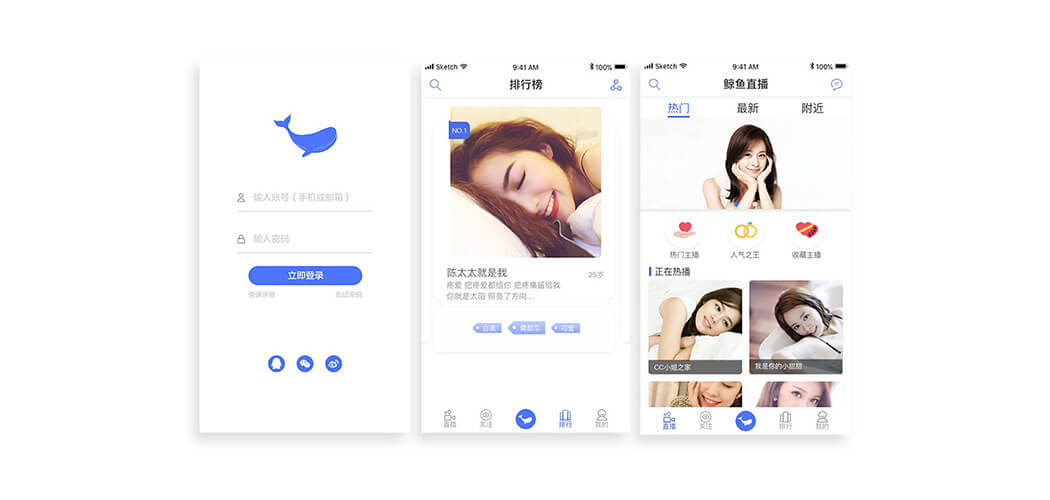 输入账号(手机或邮箱)
输入密码
立即登录
快速注册 忘记密码
Sketch 9:41 AM 100%
排行榜
NO.1
陈太太就是我 25岁
疼爱 把疼爱都给你 把疼痛留给我
你就是太阳 照亮了方向...
可爱
直播 关注 排行 我的
Sketch 9:41 AM 100%
鲸鱼直播
热门 最新 附近
热门主播 人气之王 收藏主播
正在热播
CC小姐之家 我是你的小甜甜
直播 关注 排行 我的